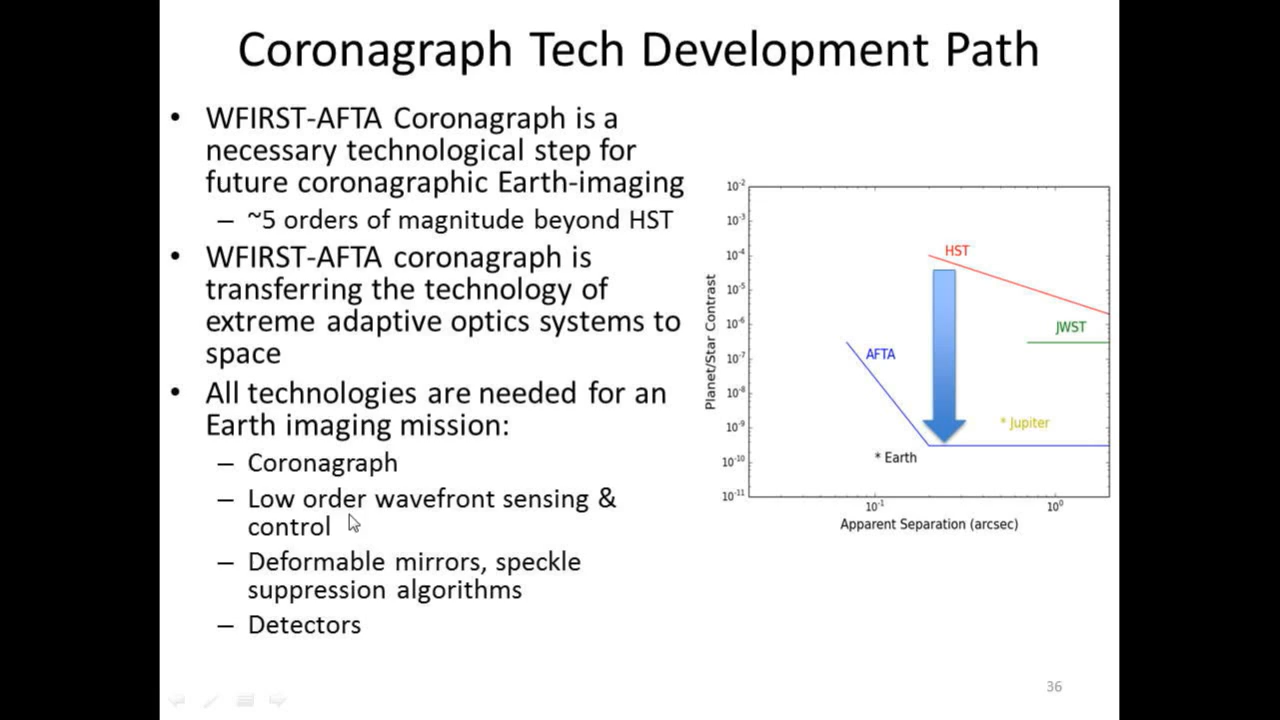 Coronagraph Tech Development Path
• WFIRST-AFTA Coronagraph is a
necessary technological step for
future coronagraphic Earth-imaging
– ~5 orders of magnitude beyond HST
• WFIRST-AFTA coronagraph is
transferring the technology of
extreme adaptive optics systems to
space
• All technologies are needed for an
Earth imaging mission:
– Coronagraph
– Low order wavefront sensing &
control
– Deformable mirrors, speckle
suppression algorithms
– Detectors
Planet/Star Contrast
10⁻²
10⁻³
10⁻⁴
10⁻⁵
10⁻⁶
10⁻⁷
10⁻⁸
10⁻⁹
10⁻¹⁰
10⁻¹¹
HST
JWST
AFTA
* Jupiter
* Earth
10⁻¹
10⁰
Apparent Separation (arcsec)
36